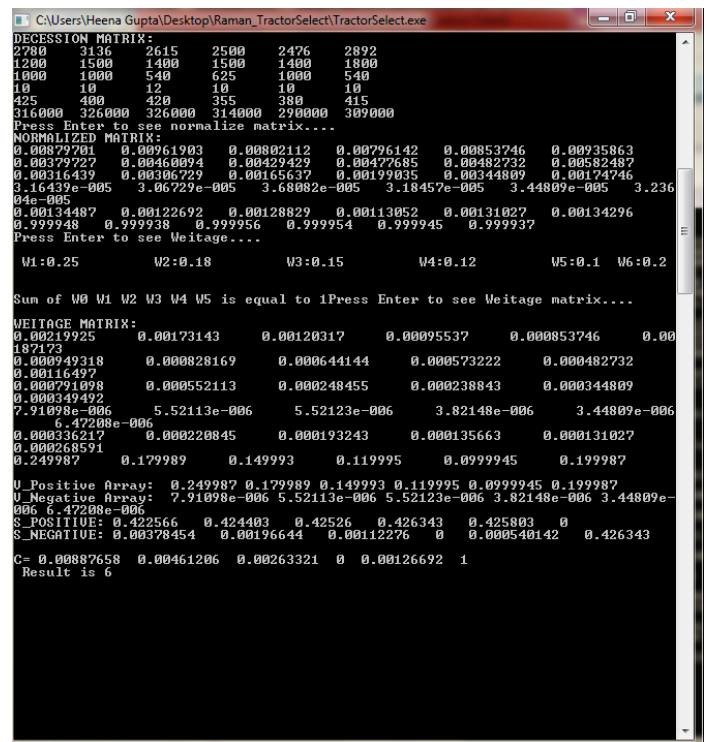 C:\Users\Heena Gupta\Desktop\Raman_TractorSelect\TractorSelect.exe
DECESSION MATRIX:
2780 3136 2615 2500 2476 2892
1200 1500 1400 1500 1400 1800
1000 1000 540 625 1000 540
10 10 12 10 10 10
425 400 420 355 380 415
316000 326000 326000 314000 290000 309000
Press Enter to see normalize matrix....
NORMALIZED MATRIX:
0.00879701 0.00961903 0.00802112 0.00796142 0.00853746 0.00935863
0.00379727 0.00460094 0.00429429 0.00477685 0.00482732 0.00582487
0.00316439 0.00306729 0.00165637 0.00199035 0.00344809 0.00174746
3.16439e-005 3.06729e-005 3.68082e-005 3.18457e-005 3.44809e-005 3.236
04e-005
0.00134487 0.00122692 0.00128829 0.00113052 0.00131027 0.00134296
0.999948 0.999938 0.999956 0.999954 0.999945 0.999937
Press Enter to see Weitage....
W1:0.25 W2:0.18 W3:0.15 W4:0.12 W5:0.1 W6:0.2
Sum of W0 W1 W2 W3 W4 W5 is equal to 1Press Enter to see Weitage matrix....
WEITAGE MATRIX:
0.00219925 0.00173143 0.00120317 0.00095537 0.000853746 0.00
187173
0.000949318 0.000828169 0.000644144 0.000573222 0.000482732
0.00116497
0.000791098 0.000552113 0.000248455 0.000238843 0.000344809
0.000349492
7.91098e-006 5.52113e-006 5.52123e-006 3.82148e-006 3.44809e-006
6.47208e-006
0.000336217 0.000220845 0.000193243 0.000135663 0.000131027
0.000268591
0.249987 0.179989 0.149993 0.119995 0.0999945 0.199987
V_Positive Array: 0.249987 0.179989 0.149993 0.119995 0.0999945 0.199987
V_Negative Array: 7.91098e-006 5.52113e-006 5.52123e-006 3.82148e-006 3.44809e-
006 6.47208e-006
S_POSITIVE: 0.422566 0.424403 0.42526 0.426343 0.425803 0
S_NEGATIVE: 0.00378454 0.00196644 0.00112276 0 0.000540142 0.426343
C= 0.00887658 0.00461206 0.00263321 0 0.00126692 1
Result is 6